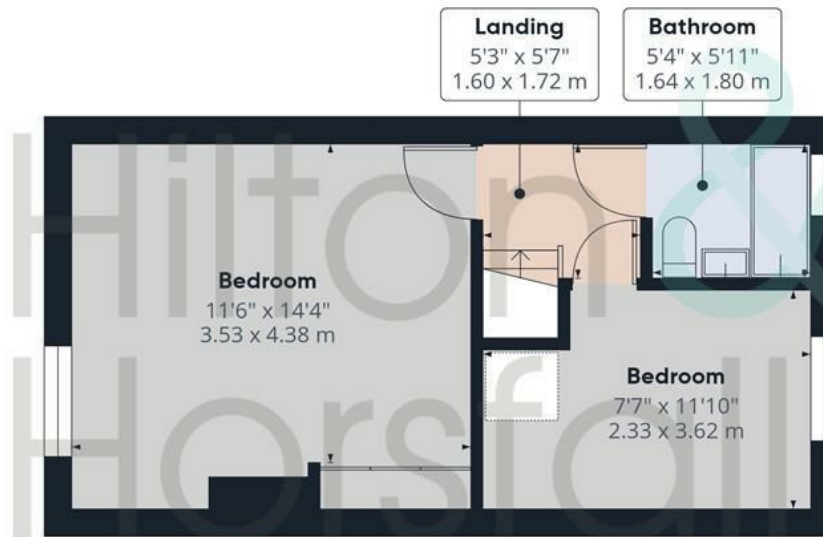 Landing
5'3" x 5'7"
1.60 x 1.72 m
Bathroom
5'4" x 5'11"
1.64 x 1.80 m
Hilton &
Horsfall
Bedroom
11'6" x 14'4"
3.53 x 4.38 m
Bedroom
7'7" x 11'10"
2.33 x 3.62 m